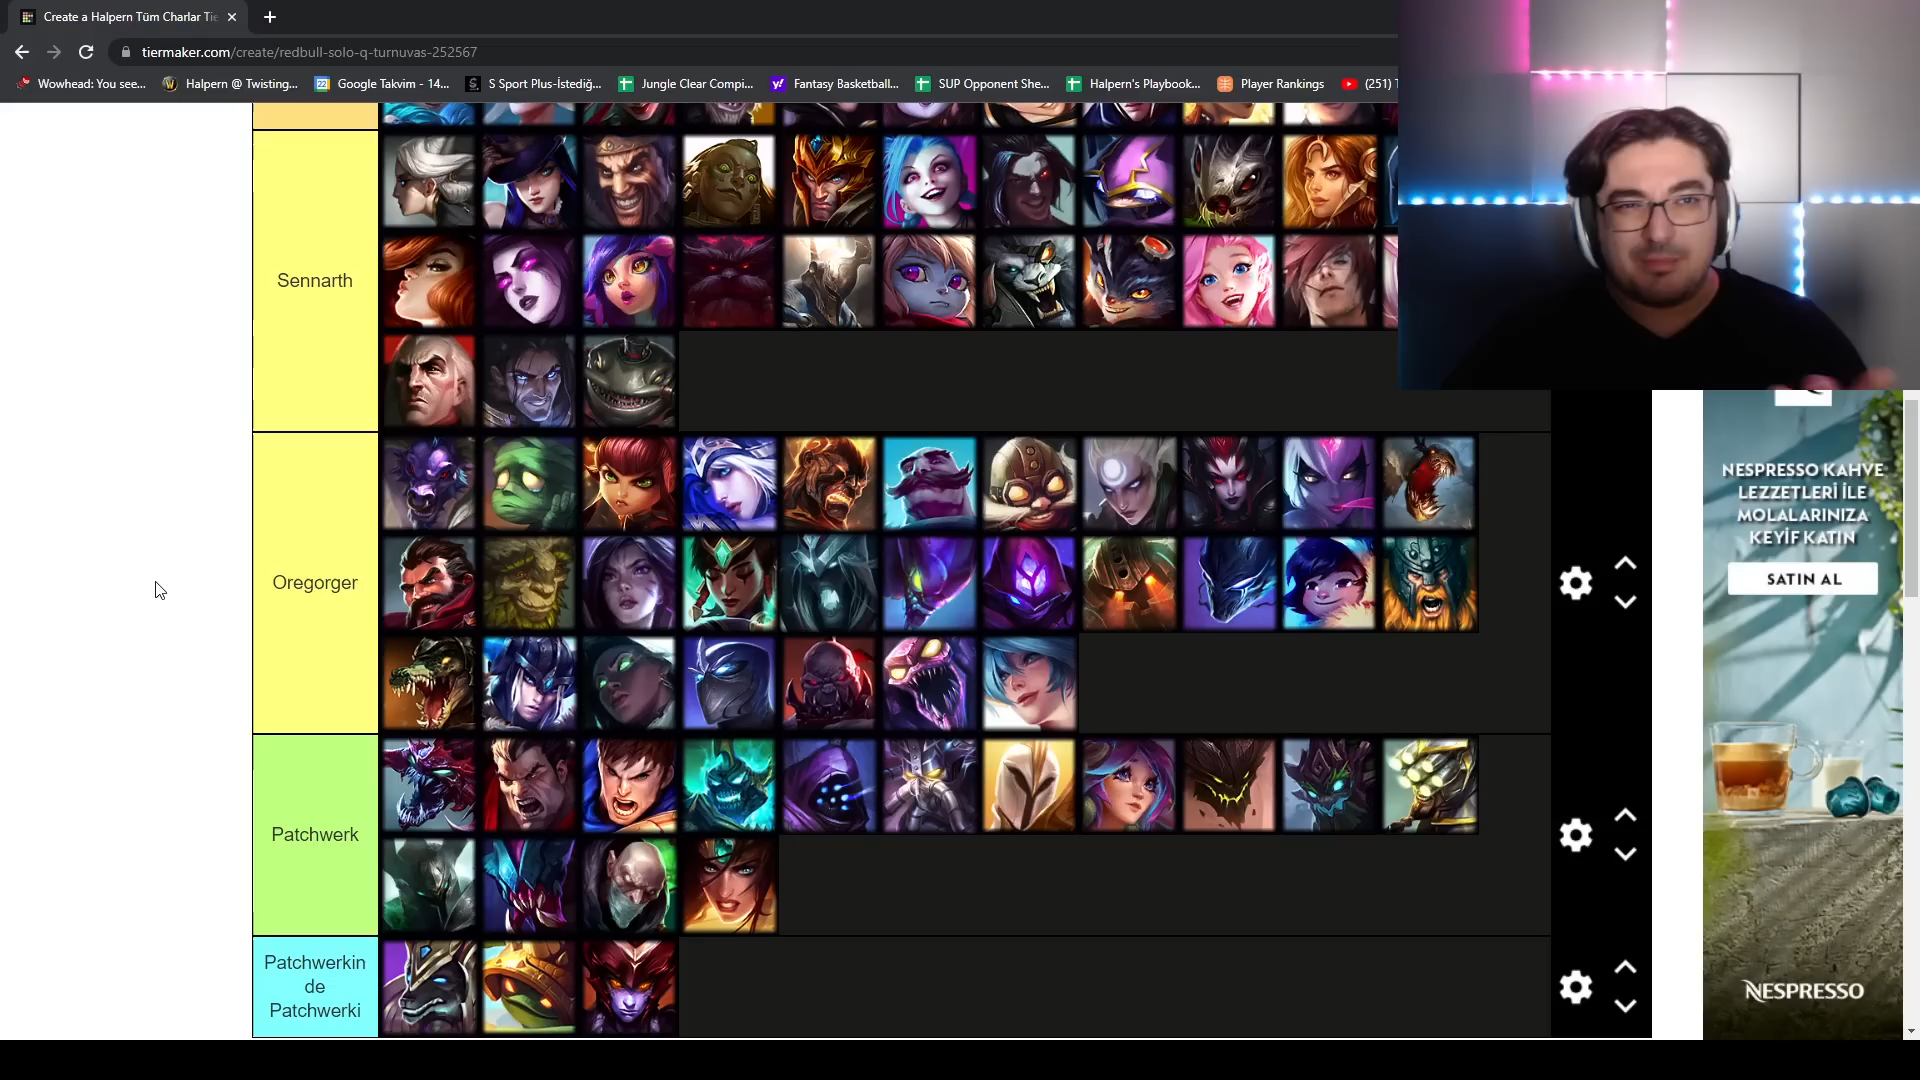 Create a Halpern Tüm Charlar Tie
tiermaker.com/create/redbull-solo-q-turnuvas-252567
Wowhead: You see...
Halpern @ Twisting...
22
Google Takvim - 14...
S
S Sport Plus-İstediğ...
Jungle Clear Compi...
y!
Fantasy Basketball...
SUP Opponent She...
Halpern's Playbook...
Player Rankings
(251) T
Sennarth
Oregorger
Patchwerk
Patchwerkin
de
Patchwerki
NESPRESSO KAHVE
LEZZETLERİ İLE
MOLALARINIZA
KEYİF KATIN
SATIN AL
NESPRESSO